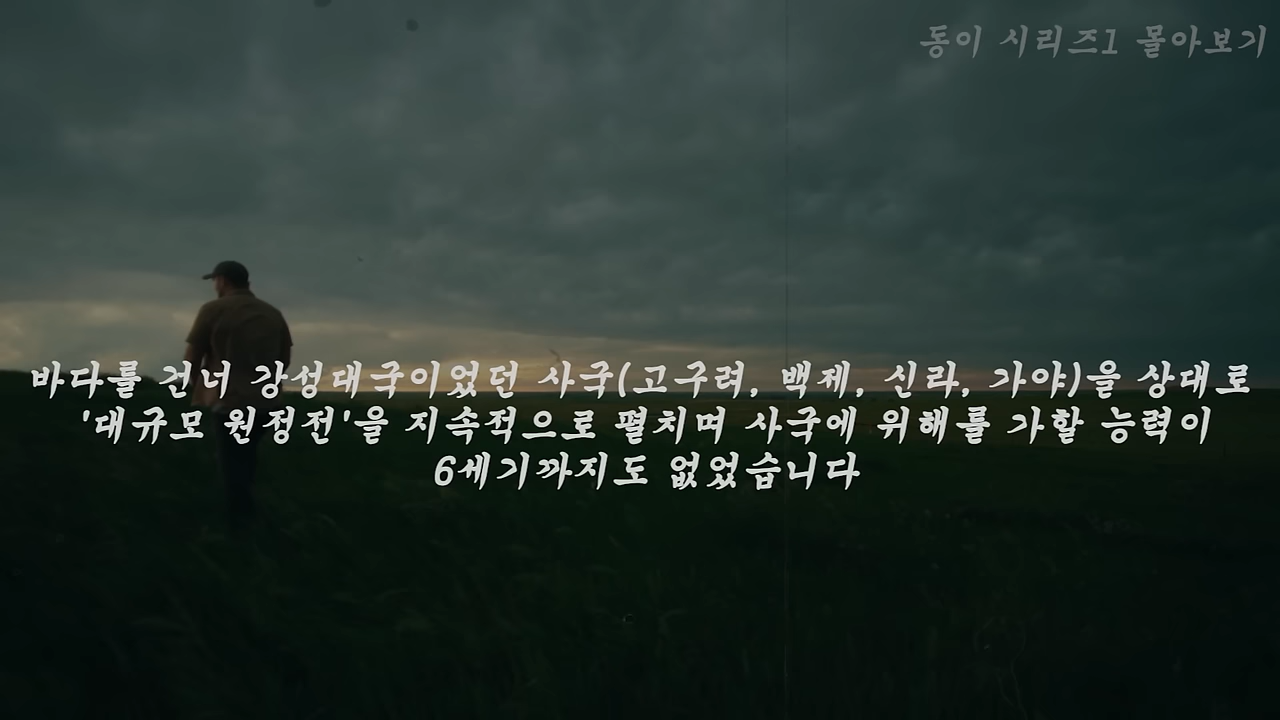 동이 시리즈1 몰아보기
바다를 건너 강성대국이었던 사국(고구려, 백제, 신라, 가야)을 상대로
'대규모 원정전'을 지속적으로 펼치며 사국에 위해를 가할 능력이
6세기까지도 없었습니다